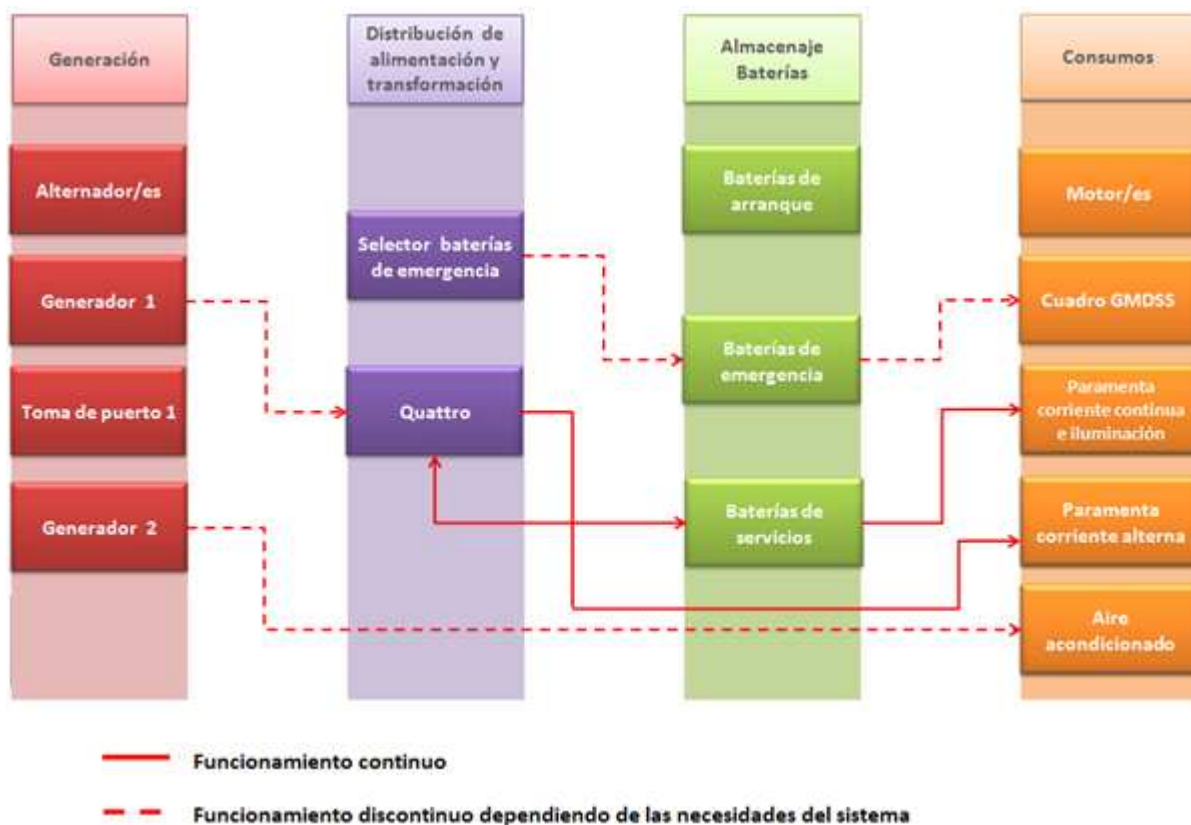 Generación
Distribución de
alimentación y
transformación
Almacenaje
Baterías
Consumos
Alternador/es
Generador 1
Toma de puerto 1
Generador 2
Selector baterías
de emergencia
Quattro
Baterías de
arranque
Baterías de
emergencia
Baterías de
servicios
Motor/es
Cuadro GMDSS
Paramenta
corriente continua
e iluminación
Paramenta
corriente alterna
Aire
acondicionado
Funcionamiento continuo
Funcionamiento discontinuo dependiendo de las necesidades del sistema